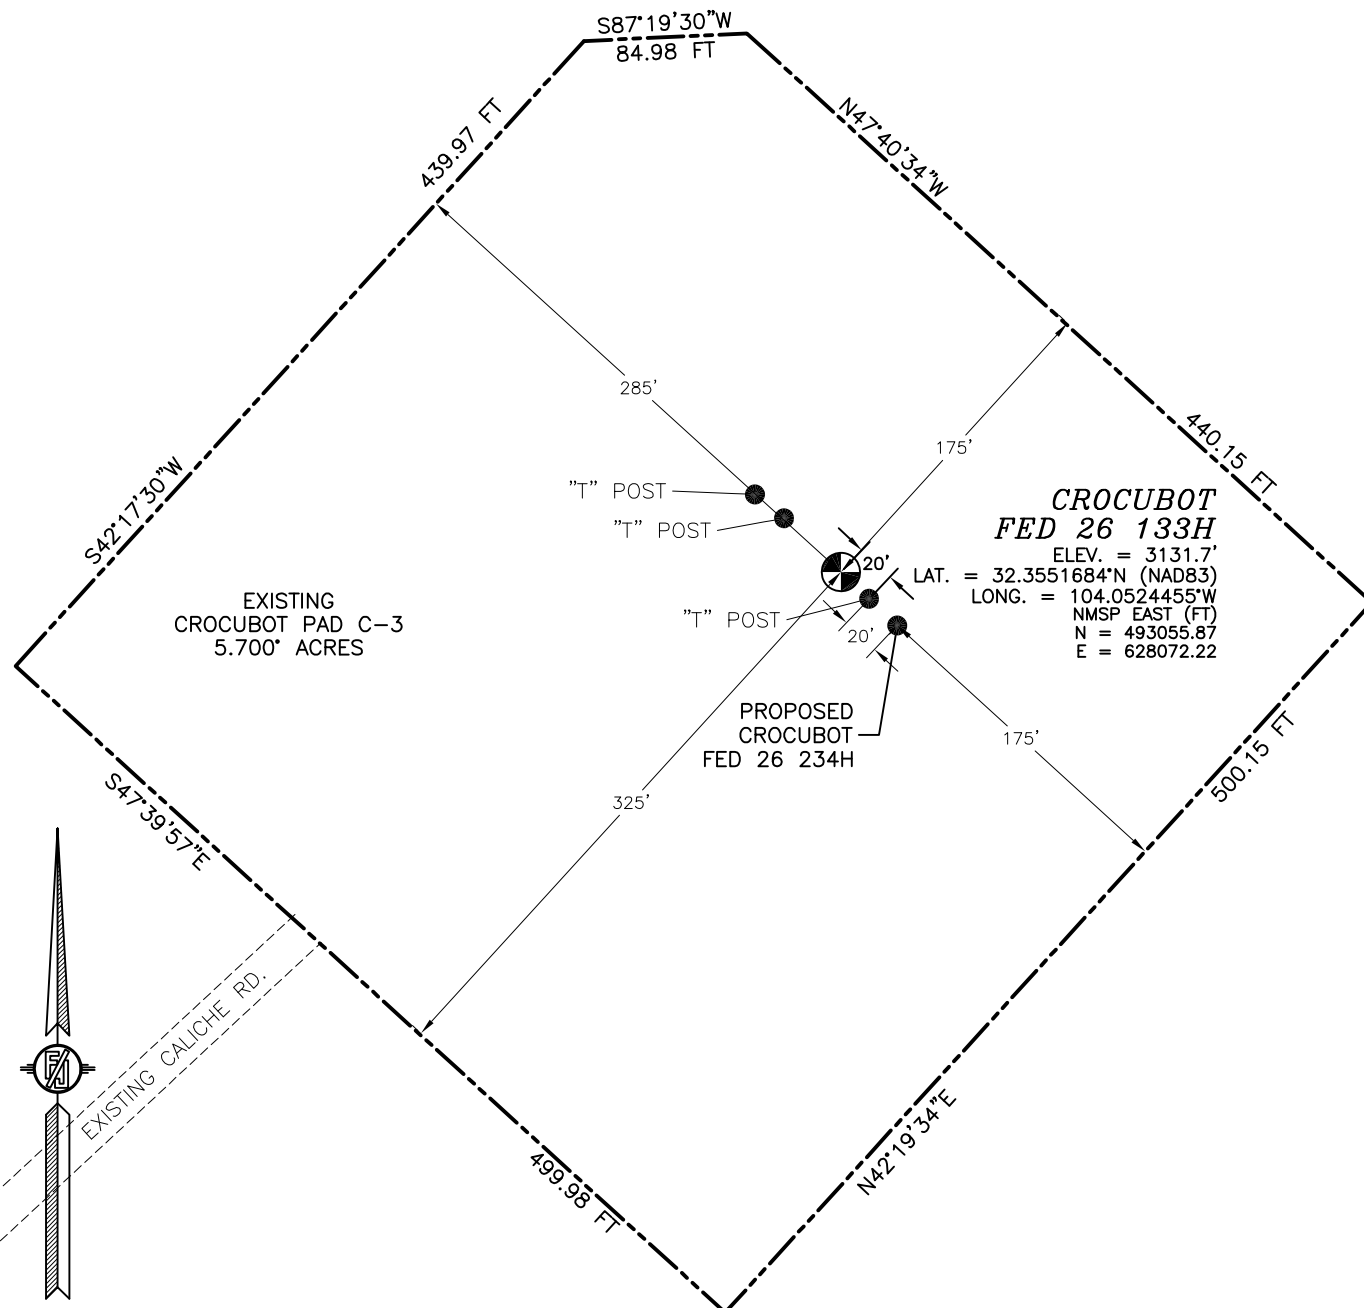 S87°19'30"W
84.98 FT
439.97 FT
N47°40'34"W
285'
175'
440.15 FT
S42°17'30"W
"T" POST
"T" POST
CROCUBOT
FED 26 133H
ELEV. = 3131.7'
LAT. = 32.3551684°N (NAD83)
LONG. = 104.0524455°W
NMSP EAST (FT)
N = 493055.87
E = 628072.22
20'
EXISTING
CROCUBOT PAD C-3
5.700° ACRES
"T" POST
20'
PROPOSED
CROCUBOT
FED 26 234H
175'
500.15 FT
325'
S47°39'57"E
EXISTING CALICHE RD.
N42°19'34"E
499.98 FT